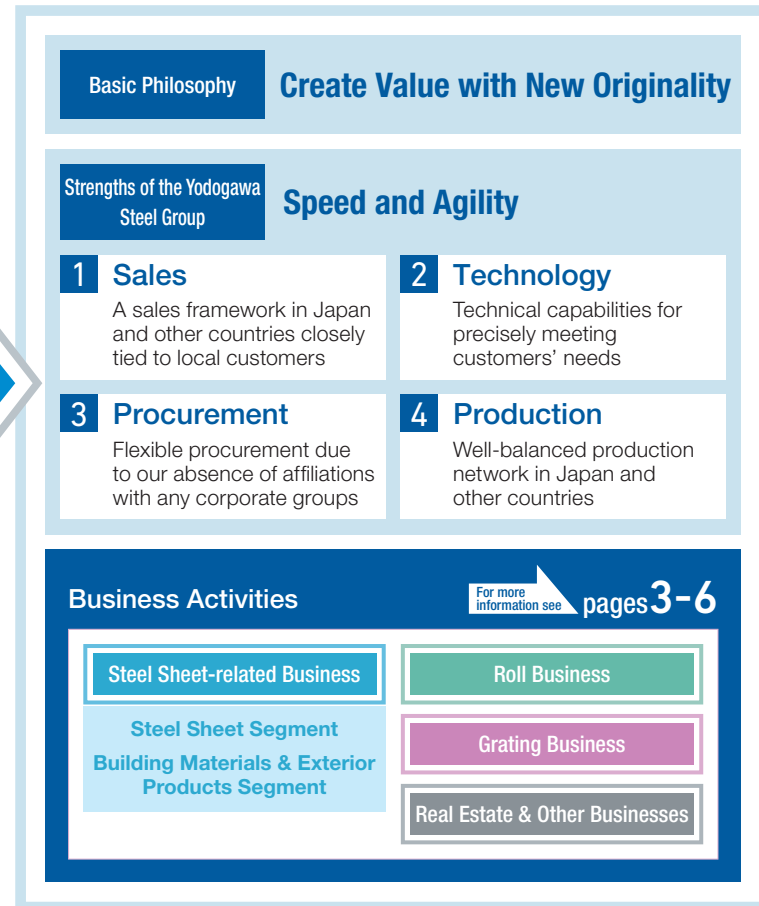 Basic Philosophy
Create Value with New Originality
Strengths of the Yodogawa
Steel Group
Speed and Agility
1 Sales
A sales framework in Japan
and other countries closely
tied to local customers
2 Technology
Technical capabilities for
precisely meeting
customers’ needs
3 Procurement
Flexible procurement due
to our absence of affiliations
with any corporate groups
4 Production
Well-balanced production
network in Japan and
other countries
Business Activities
For more
information see
pages 3-6
Steel Sheet-related Business
Steel Sheet Segment
Building Materials & Exterior
Products Segment
Roll Business
Grating Business
Real Estate & Other Businesses